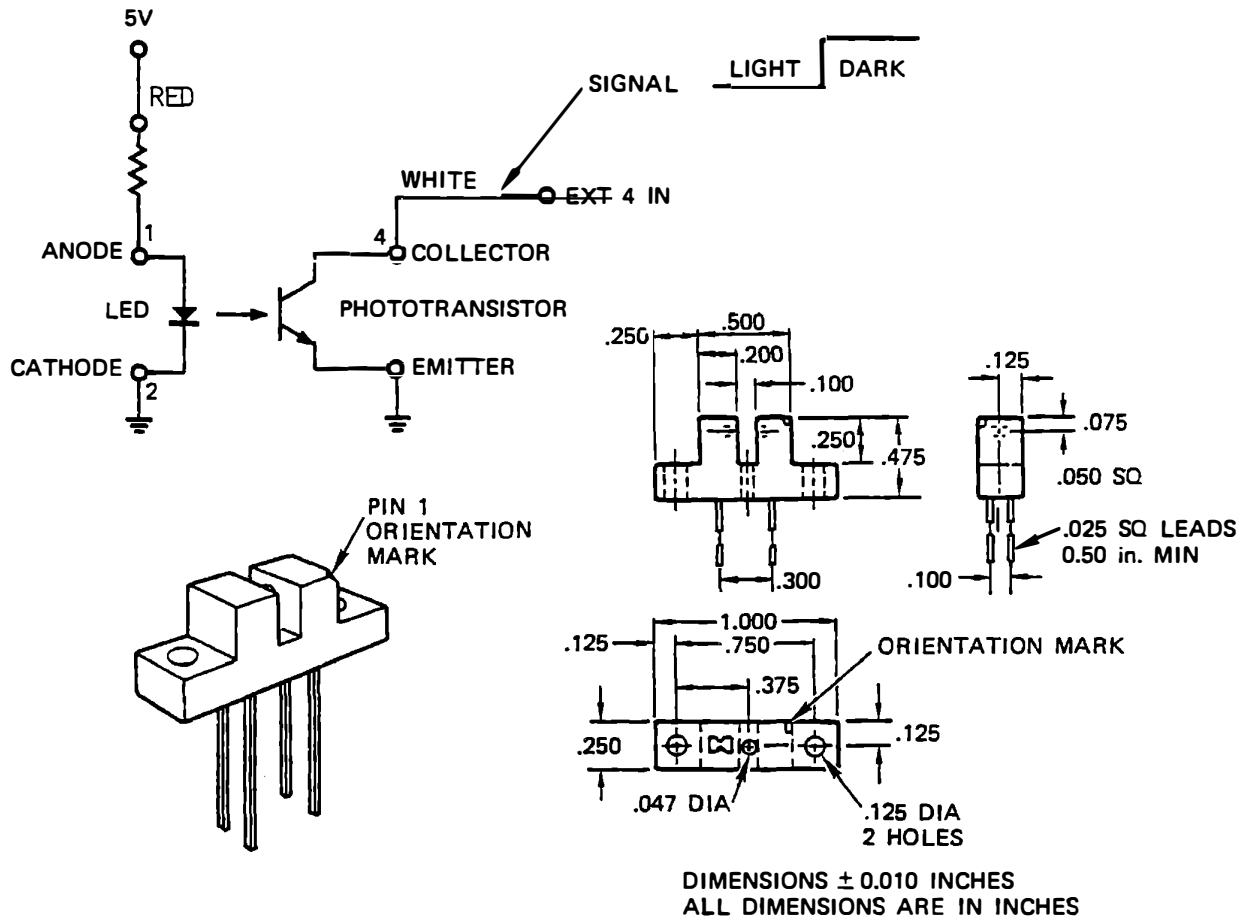 5V
RED
SIGNAL
LIGHT DARK
WHITE
EXT 4 IN
1
ANODE
4
COLLECTOR
LED
PHOTOTRANSISTOR
CATHODE
2
EMITTER
.250
.500
.200
.100
.250
.475
.300
.125
.075
.050 SQ
.025 SQ LEADS
0.50 in. MIN
.100
PIN 1
ORIENTATION
MARK
1.000
.125
.750
.375
ORIENTATION MARK
.250
.125
.047 DIA
.125 DIA
2 HOLES
DIMENSIONS ± 0.010 INCHES
ALL DIMENSIONS ARE IN INCHES